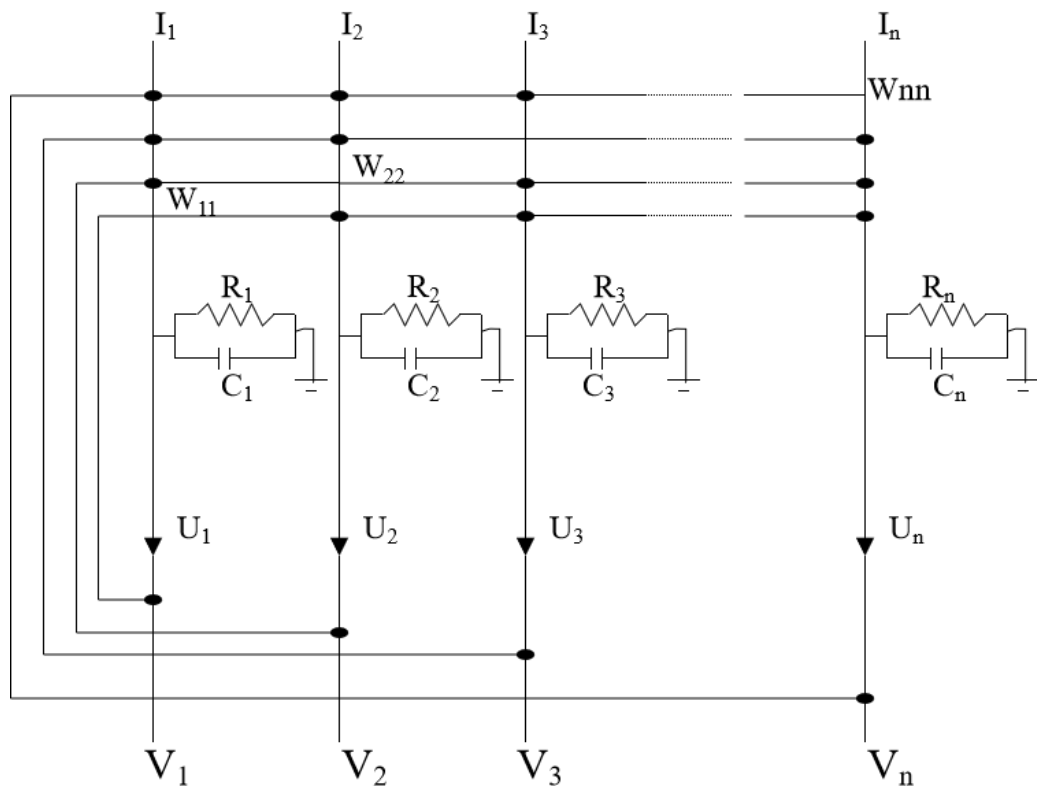 I₁ I₂ I₃ Iₙ
Wnn
W₂₂
W₁₁
R₁ R₂ R₃ Rₙ
C₁ C₂ C₃ Cₙ
U₁ U₂ U₃ Uₙ
V₁ V₂ V₃ Vₙ